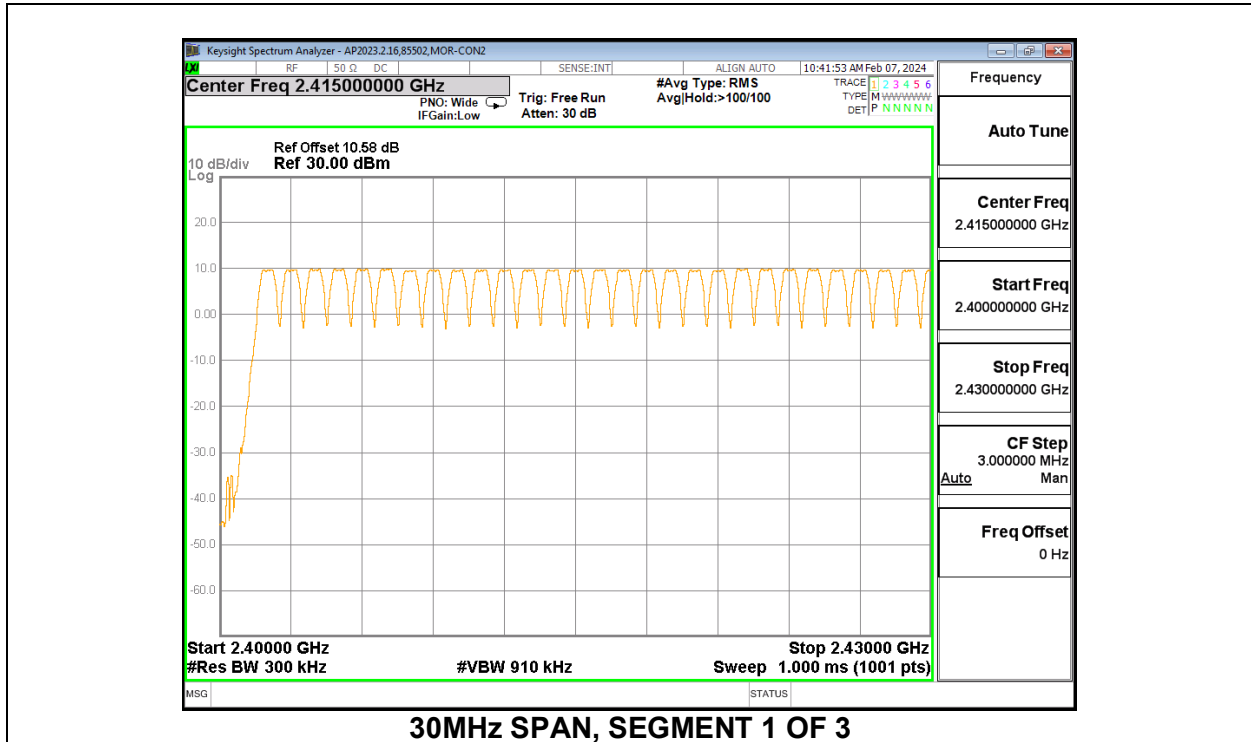 Keysight Spectrum Analyzer - AP2023.2.16,85502,MOR-CON2
LXI RF 50 Ω DC SENSE:INT ALIGN AUTO 10:41:53 AM Feb 07, 2024
Center Freq 2.415000000 GHz
PNO: Wide
IFGain:Low
Trig: Free Run
Atten: 30 dB
#Avg Type: RMS
Avg|Hold:>100/100
TRACE 1 2 3 4 5 6
TYPE M WWWWW
DET P N N N N N
Ref Offset 10.58 dB
10 dB/div Ref 30.00 dBm
Log
20.0
10.0
0.00
-10.0
-20.0
-30.0
-40.0
-50.0
-60.0
Start 2.40000 GHz Stop 2.43000 GHz
#Res BW 300 kHz #VBW 910 kHz Sweep 1.000 ms (1001 pts)
MSG STATUS
Frequency
Auto Tune
Center Freq
2.415000000 GHz
Start Freq
2.400000000 GHz
Stop Freq
2.430000000 GHz
CF Step
3.000000 MHz
Auto Man
Freq Offset
0 Hz
30MHz SPAN, SEGMENT 1 OF 3